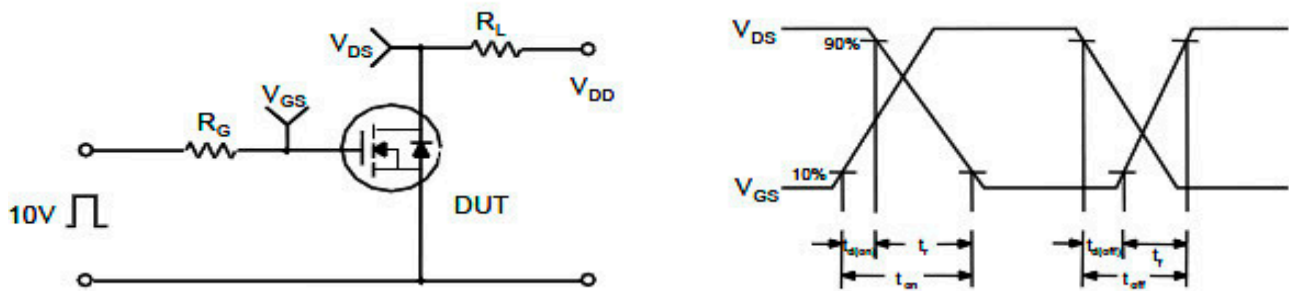 RL
VDS
VDD
VGS
RG
10V
DUT
VDS
90%
10%
VGS
td(on)
tr
ton
td(off)
tf
toff